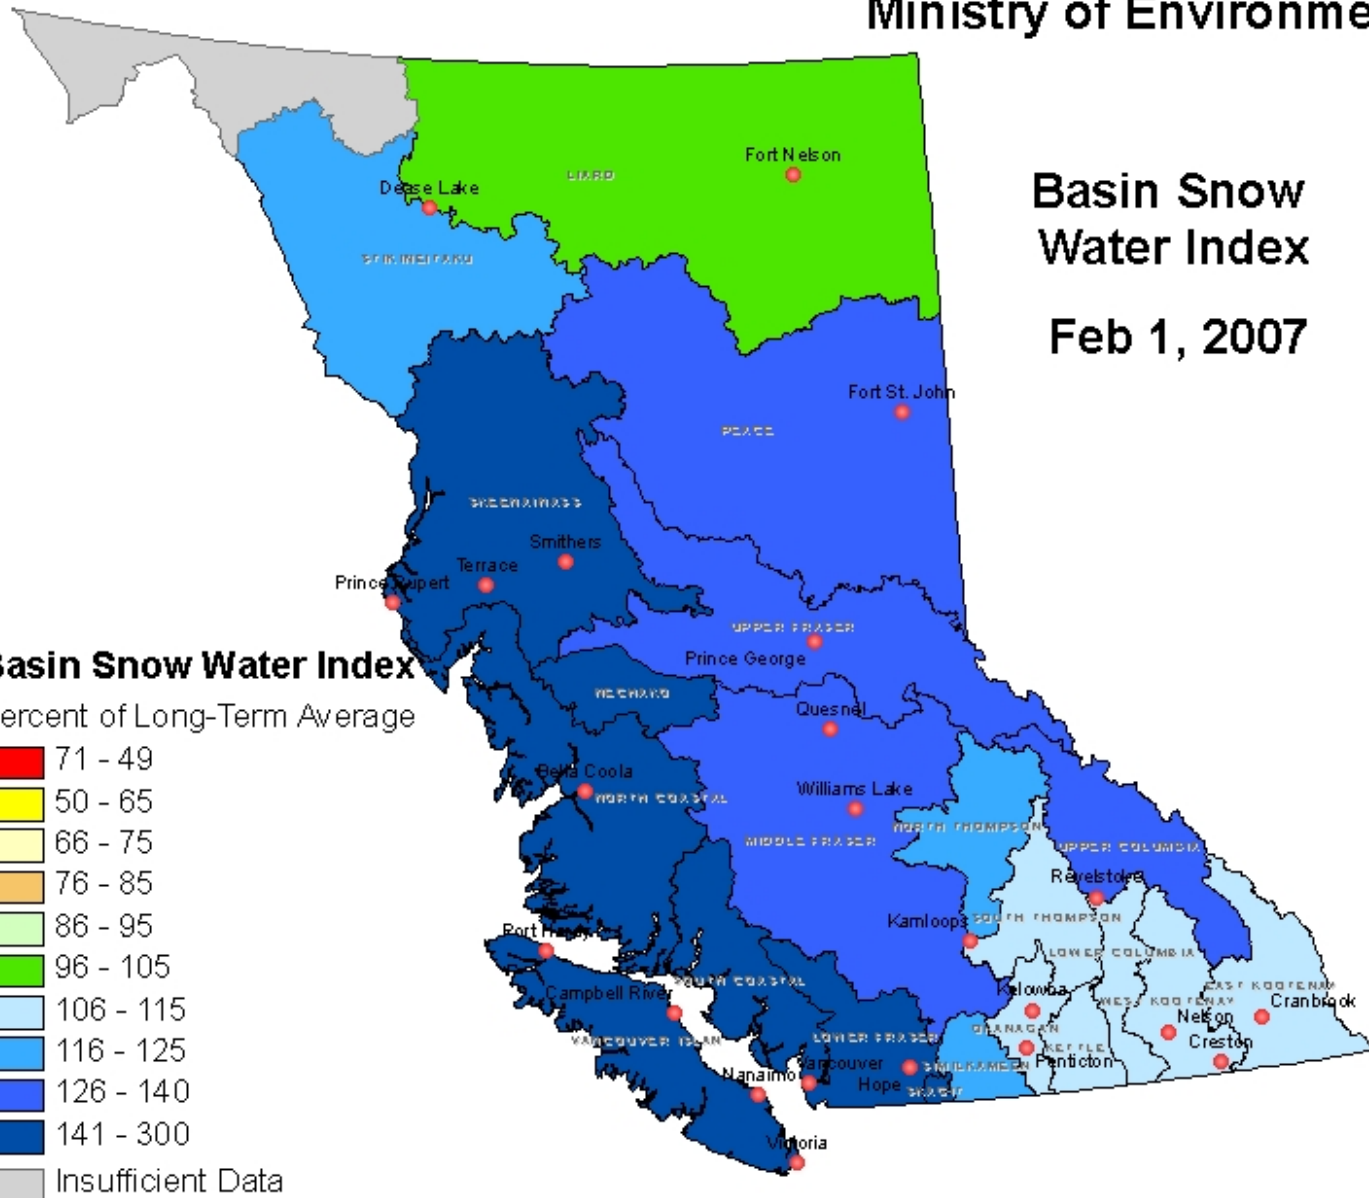 Ministry of Environme
Basin Snow
Water Index
Feb 1, 2007
Fort Nelson
LIARD
Dease Lake
Fort St. John
PEACE
Smithers
Terrace
Prince Rupert
UPPER FRASER
Prince George
NECHAKO
Quesnel
Bella Coola
NORTH COASTAL
Williams Lake
NORTH THOMPSON
MIDDLE FRASER
UPPER COLUMBIA
Revelstoke
Kamloops
SOUTH THOMPSON
Port Hardy
LOWER COLUMBIA
SOUTH COASTAL
Campbell River
Kelowna
EAST KOOTENAY
WEST KOOTENAY
Cranbrook
Nelson
VANCOUVER ISLAN
LOWER FRASER
OKANAGAN
KETTLE
Creston
Vancouver
SIMILKAMEEN
Penticton
Nanaimo
Hope
SKAGIT
Victoria
Basin Snow Water Index
ercent of Long-Term Average
71 - 49
50 - 65
66 - 75
76 - 85
86 - 95
96 - 105
106 - 115
116 - 125
126 - 140
141 - 300
Insufficient Data